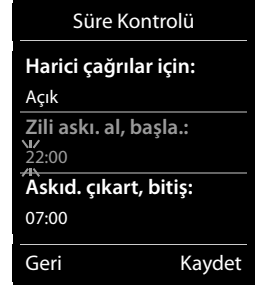 Süre Kontrolü
Harici çağrılar için:
Açık
Zili askı. al, başla.:
22:00
Askıd. çıkart, bitiş:
07:00
Geri Kaydet